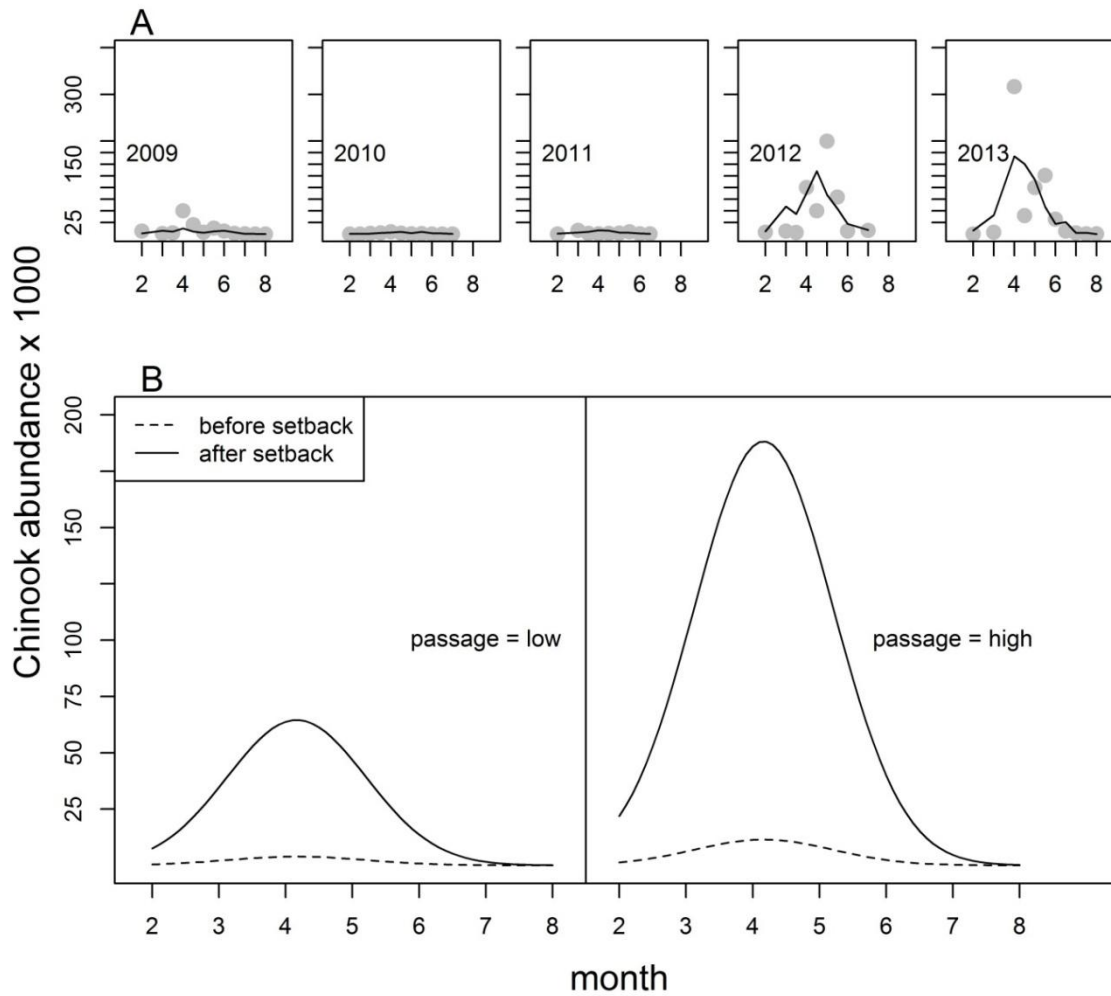 A
300
150
25
2009
2010
2011
2012
2013
2 4 6 8
2 4 6 8
2 4 6 8
2 4 6 8
2 4 6 8
Chinook abundance x 1000
B
before setback
after setback
200
150
100
75
50
25
passage = low
passage = high
2 3 4 5 6 7 8
2 3 4 5 6 7 8
month